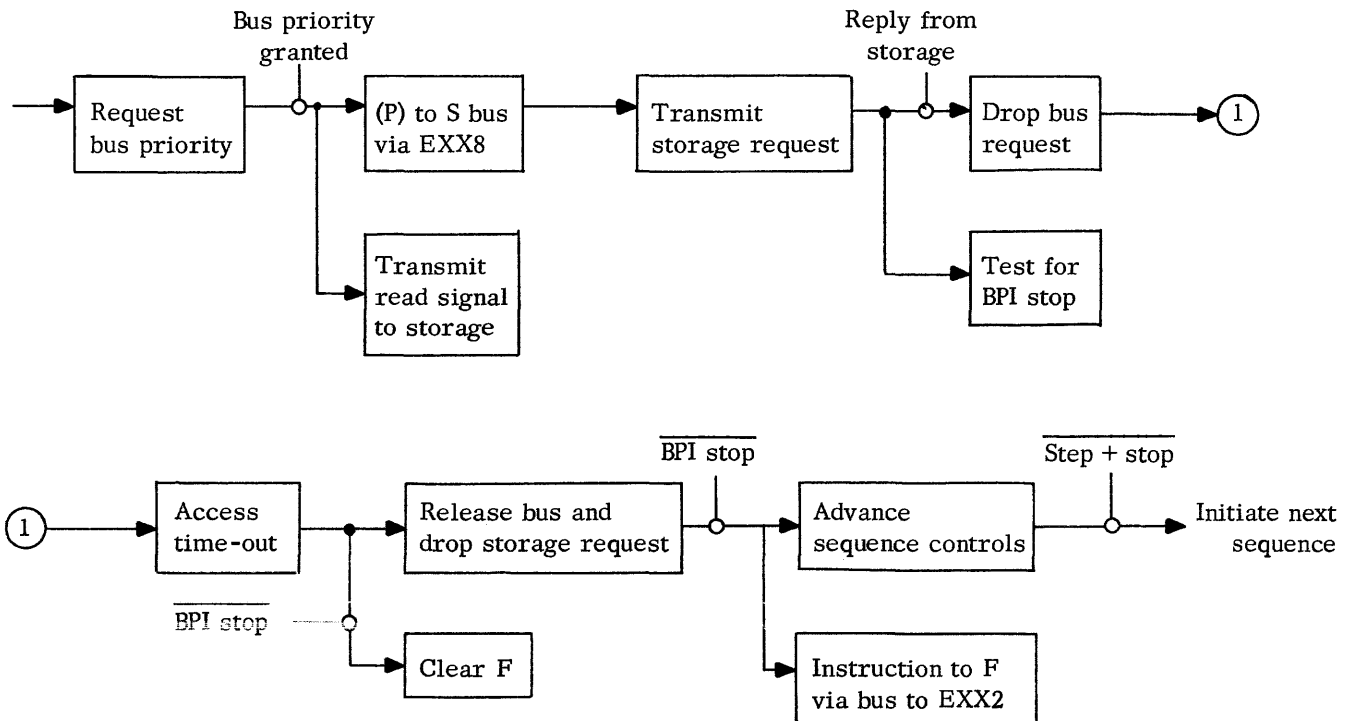 Bus priority
granted
Reply from
storage
Request
bus priority
(P) to S bus
via EXX8
Transmit
storage request
Drop bus
request
1
Transmit
read signal
to storage
Test for
BPI stop
BPI stop
Step + stop
1
Access
time-out
Release bus and
drop storage request
Advance
sequence controls
Initiate next
sequence
BPI stop
Clear F
Instruction to F
via bus to EXX2